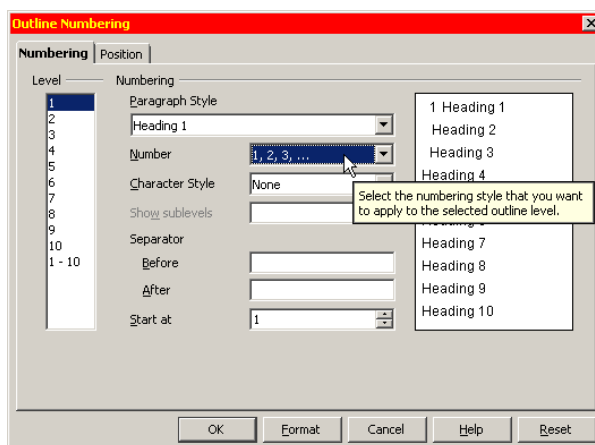 Outline Numbering
Numbering Position
Level
1
2
3
4
5
6
7
8
9
10
1 - 10
Numbering
Paragraph Style
Heading 1
Number 1, 2, 3, ...
Character Style None
Show sublevels
Separator
Before
After
Start at 1
1 Heading 1
Heading 2
Heading 3
Heading 4
Select the numbering style that you want
to apply to the selected outline level.
Heading 7
Heading 8
Heading 9
Heading 10
OK Format Cancel Help Reset